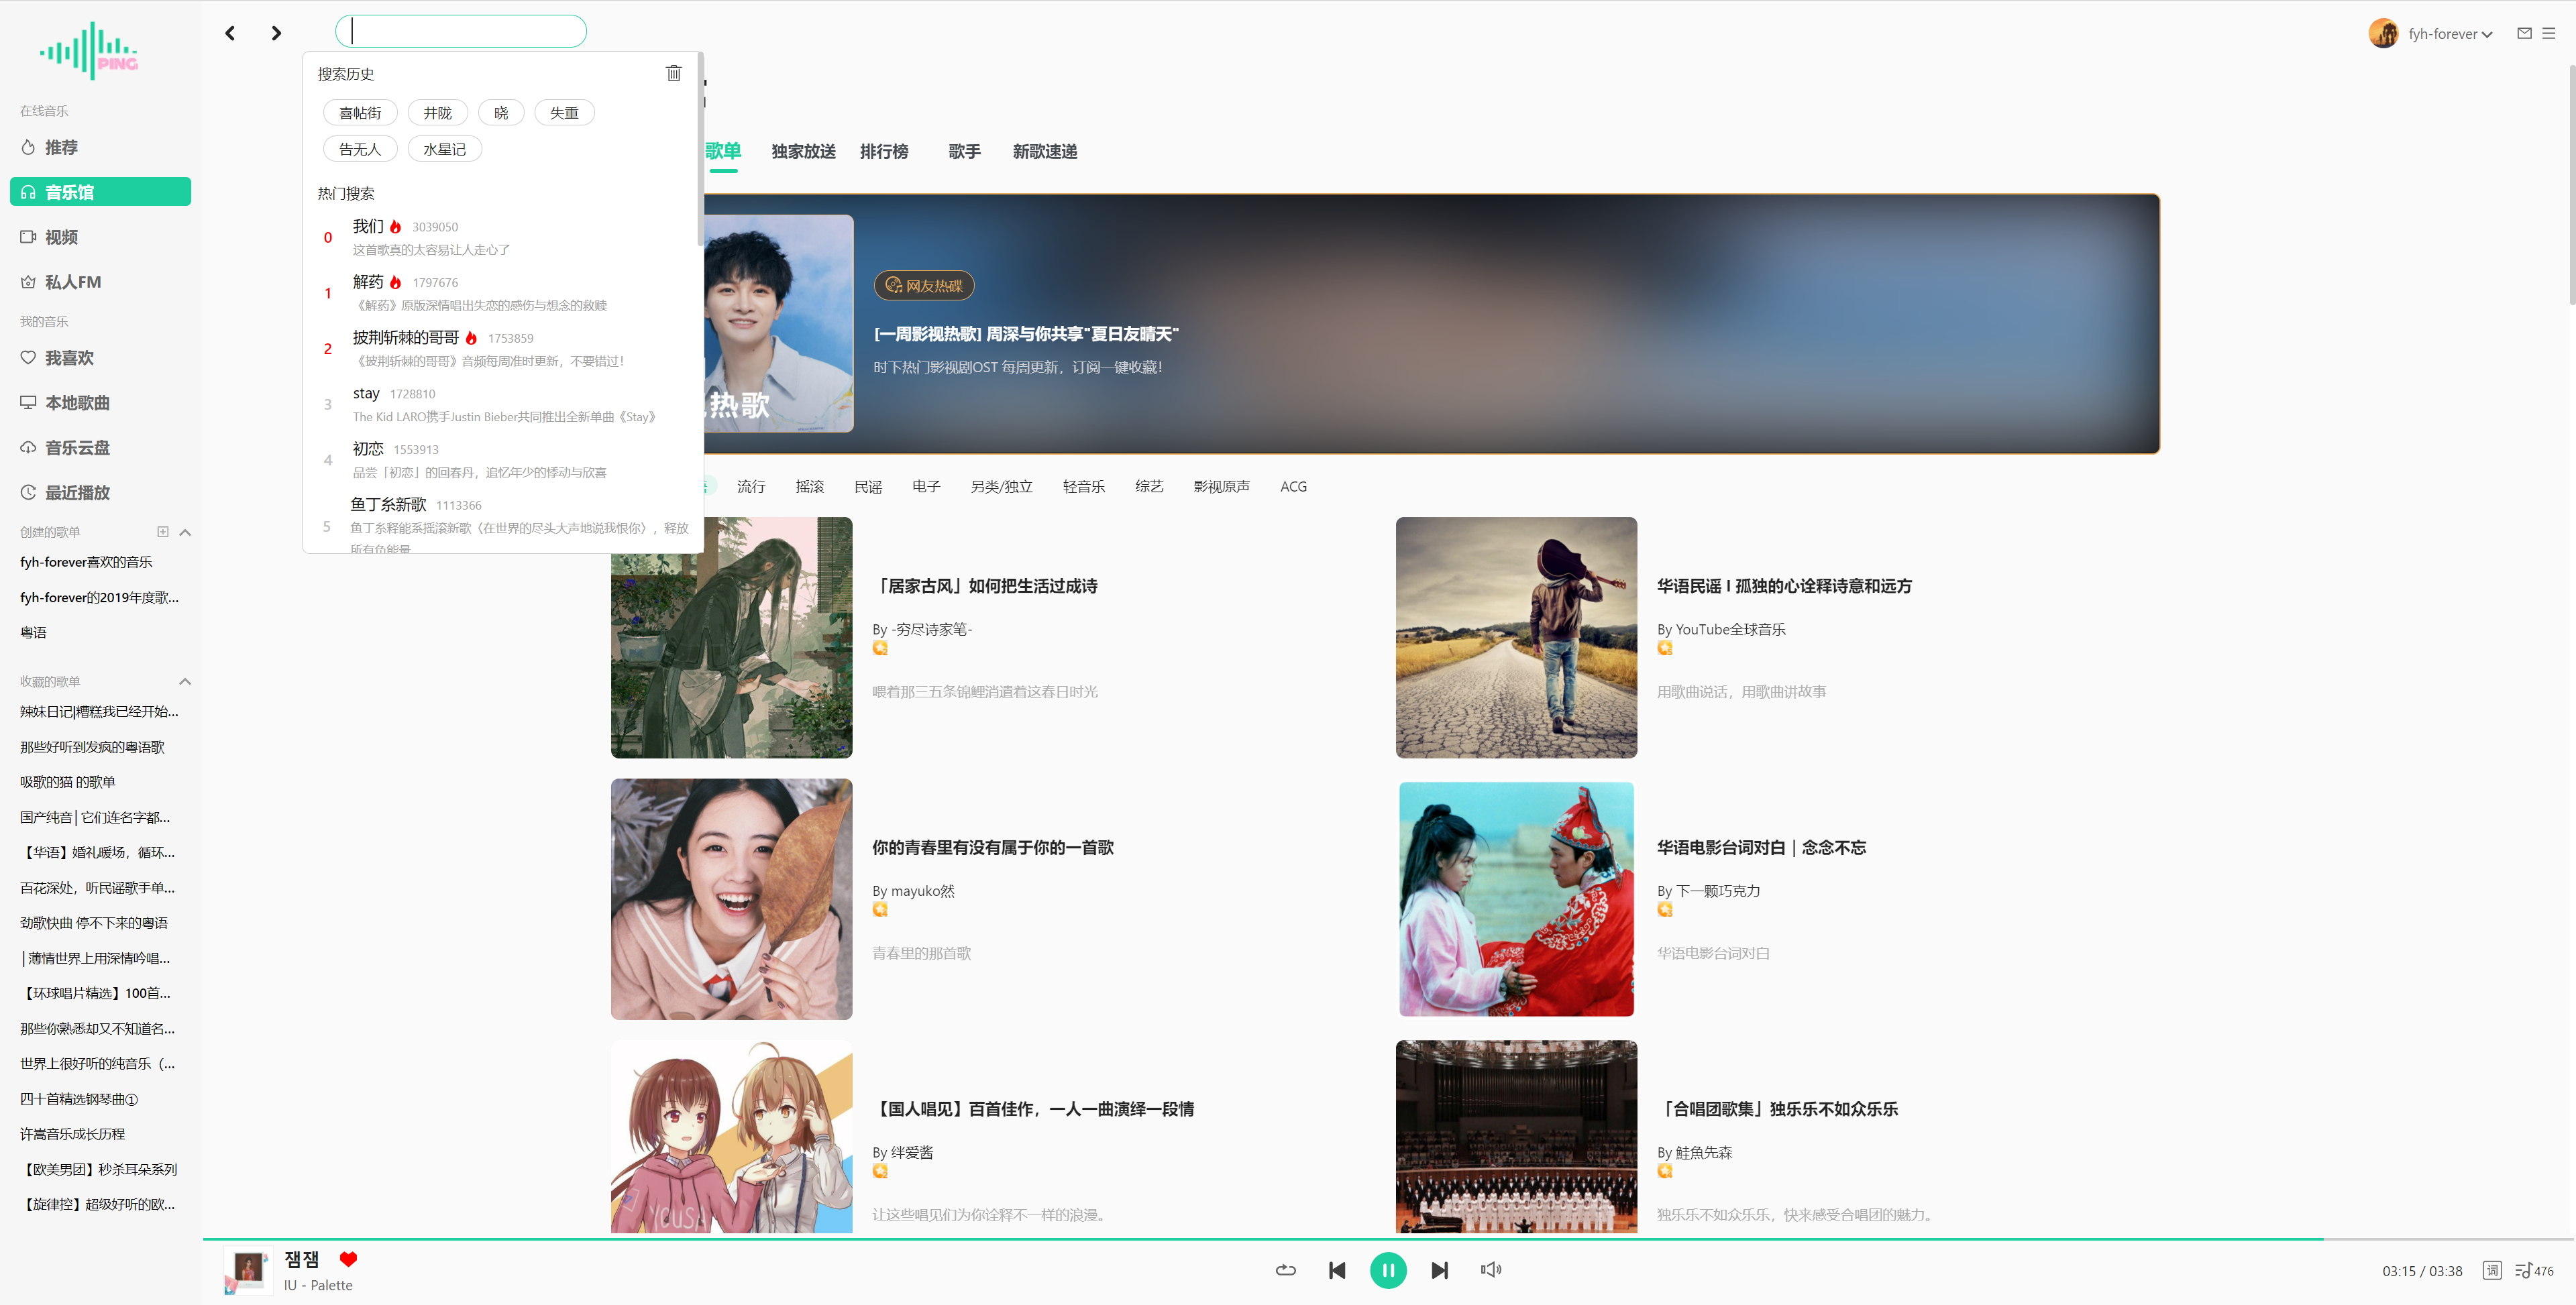 PING
fyh-forever
在线音乐
推荐
音乐馆
视频
私人FM
我的音乐
我喜欢
本地歌曲
音乐云盘
最近播放
创建的歌单
fyh-forever喜欢的音乐
fyh-forever的2019年度歌...
粤语
收藏的歌单
辣妹日记|糟糕我已经开始...
那些好听到发疯的粤语歌
吸歌的猫 的歌单
国产纯音│它们连名字都...
【华语】婚礼暖场，循环...
百花深处，听民谣歌手单...
劲歌快曲 停不下来的粤语
│薄情世界上用深情吟唱...
【环球唱片精选】100首...
那些你熟悉却又不知道名...
世界上很好听的纯音乐（...
四十首精选钢琴曲①
许嵩音乐成长历程
【欧美男团】秒杀耳朵系列
【旋律控】超级好听的欧...
搜索历史
喜帖街 井陇 晓 失重
告无人 水星记
热门搜索
0 我们 3039050
这首歌真的太容易让人走心了
1 解药 1797676
《解药》原版深情唱出失恋的感伤与想念的救赎
2 披荆斩棘的哥哥 1753859
《披荆斩棘的哥哥》音频每周准时更新，不要错过！
3 stay 1728810
The Kid LARO携手Justin Bieber共同推出全新单曲《Stay》
4 初恋 1553913
品尝「初恋」的回春丹，追忆年少的悸动与欣喜
5 鱼丁糸新歌 1113366
鱼丁糸释能系摇滚新歌〈在世界的尽头大声地说我恨你〉，释放
所有负能量
歌单 独家放送 排行榜 歌手 新歌速递
热歌
网友热碟
[一周影视热歌] 周深与你共享"夏日友晴天"
时下热门影视剧OST 每周更新，订阅一键收藏！
流行 摇滚 民谣 电子 另类/独立 轻音乐 综艺 影视原声 ACG
「居家古风」如何把生活过成诗
By -穷尽诗家笔-
喂着那三五条锦鲤消遣着这春日时光
华语民谣 I 孤独的心诠释诗意和远方
By YouTube全球音乐
用歌曲说话，用歌曲讲故事
你的青春里有没有属于你的一首歌
By mayuko然
青春里的那首歌
华语电影台词对白｜念念不忘
By 下一颗巧克力
华语电影台词对白
【国人唱见】百首佳作，一人一曲演绎一段情
By 绊爱酱
让这些唱见们为你诠释不一样的浪漫。
「合唱团歌集」独乐乐不如众乐乐
By 鮭魚先森
独乐乐不如众乐乐，快来感受合唱团的魅力。
잼잼
IU - Palette
03:15 / 03:38
词
476